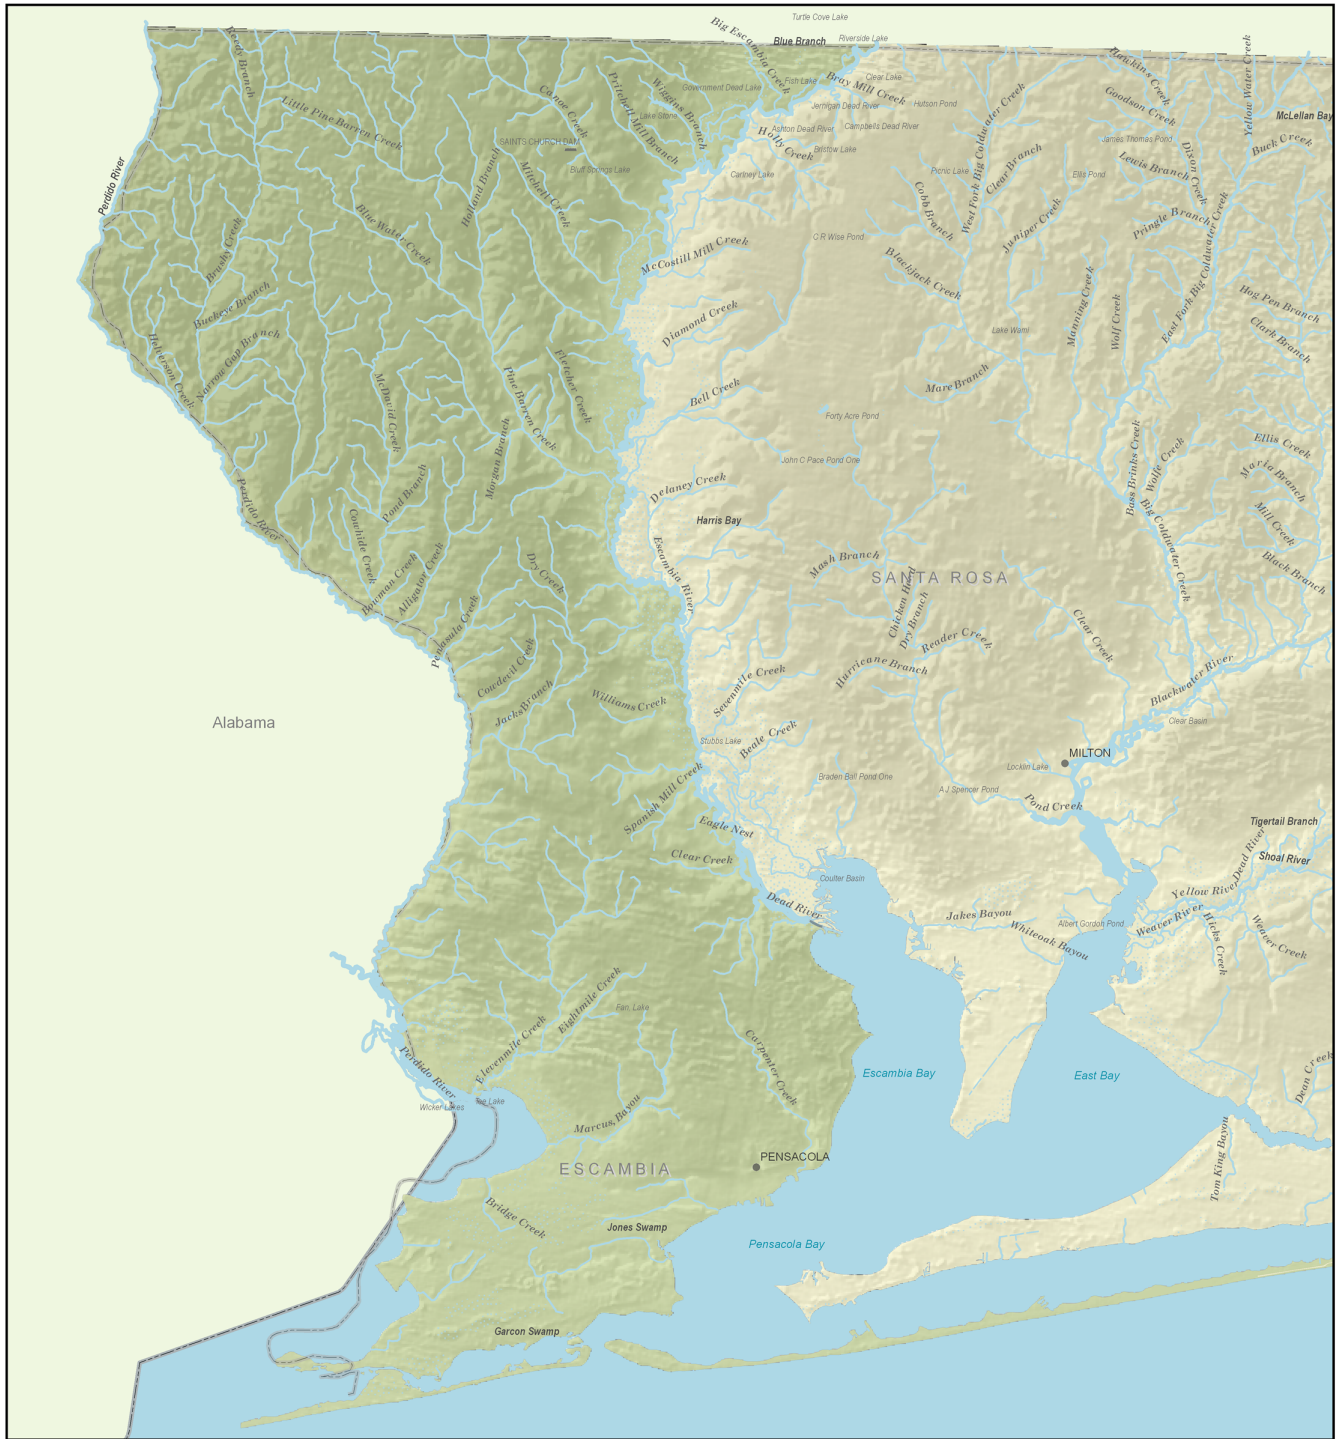 Turtle Cove Lake
Big Escambia Creek
Blue Branch
Riverside Lake
Reedy Branch
Little Pine Barren Creek
Canoe Creek
Pritchett Mill Branch
Wiggins Branch
Government Dead Lake
Fish Lake
Bray Mill Creek
Clear Lake
Lake Stone
Jernigan Dead River
Hutson Pond
Ashton Dead River
Campbells Dead River
Holly Creek
Bristow Lake
Hawkins Creek
Goodson Creek
Yellow Water Creek
McLellan Bay
James Thomas Pond
Dixon Creek
Buck Creek
Lewis Branch
SAINTS CHURCH DAM
Bluff Springs Lake
Holland Branch
Mitchell Creek
Perdido River
Cartney Lake
Picnic Lake
West Fork Big Coldwater Creek
Clear Branch
Ellis Pond
Cobb Branch
Juniper Creek
Pringle Branch
Blue Water Creek
Brushy Creek
C R Wise Pond
McCostill Mill Creek
Blackjack Creek
East Fork Big Coldwater Creek
Buckeye Branch
Manning Creek
Wolf Creek
Hog Pen Branch
Clark Branch
Diamond Creek
Lake Wami
Helverson Creek
Narrow Gap Branch
McDavid Creek
Pine Barren Creek
Fletcher Creek
Bell Creek
Mare Branch
Forty Acre Pond
Morgan Branch
John C Pace Pond One
Bass Brinks Creek
Wolfe Creek
Ellis Creek
Maria Branch
Perdido River
Pond Branch
Delaney Creek
Harris Bay
Big Coldwater Creek
Mill Creek
Cowhide Creek
Bowman Creek
Alligator Creek
Dry Creek
Escambia River
Mash Branch
SANTA ROSA
Black Branch
Penasula Creek
Chicken Head
Dry Branch
Reader Creek
Clear Creek
Cowdevil Creek
Jacks Branch
Williams Creek
Sevenmile Creek
Hurricane Branch
Blackwater River
Alabama
Clear Basin
Stubbs Lake
Beale Creek
MILTON
Locklin Lake
Spanish Mill Creek
Braden Ball Pond One
A J Spencer Pond
Pond Creek
Eagle Nest
Tigertail Branch
Dead River
Shoal River
Clear Creek
Coulter Basin
Yellow River
Dead River
Jakes Bayou
Whiteoak Bayou
Albert Gordon Pond
Weaver River
Hicks Creek
Weaver Creek
Eightmile Creek
Elevenmile Creek
Carpenter Creek
Perdido River
Wicker Lakes
Tee Lake
Escambia Bay
East Bay
Dean Creek
Marcus Bayou
PENSACOLA
ESCAMBIA
Tom King Bayou
Bridge Creek
Jones Swamp
Pensacola Bay
Garcon Swamp